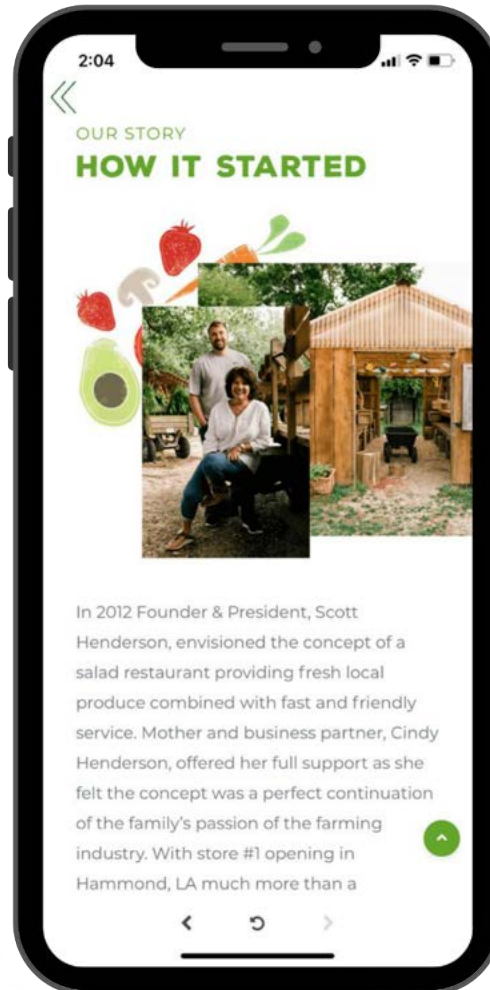 2:04
OUR STORY
HOW IT STARTED
In 2012 Founder & President, Scott
Henderson, envisioned the concept of a
salad restaurant providing fresh local
produce combined with fast and friendly
service. Mother and business partner, Cindy
Henderson, offered her full support as she
felt the concept was a perfect continuation
of the family’s passion of the farming
industry. With store #1 opening in
Hammond, LA much more than a